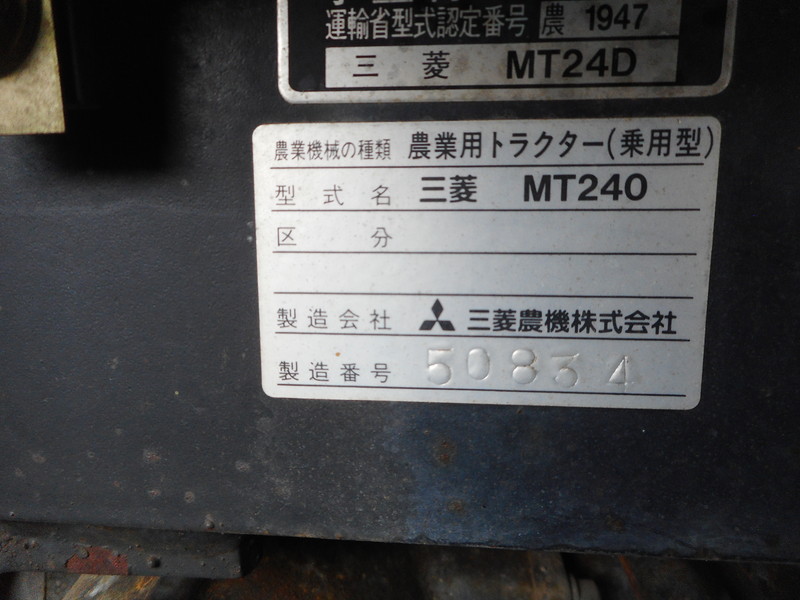 運輸省型式認定番号 農 1947
三菱 MT24D
農業機械の種類 農業用トラクター(乗用型)
型式名 三菱 MT240
区分
製造会社 三菱農機株式会社
製造番号 50834